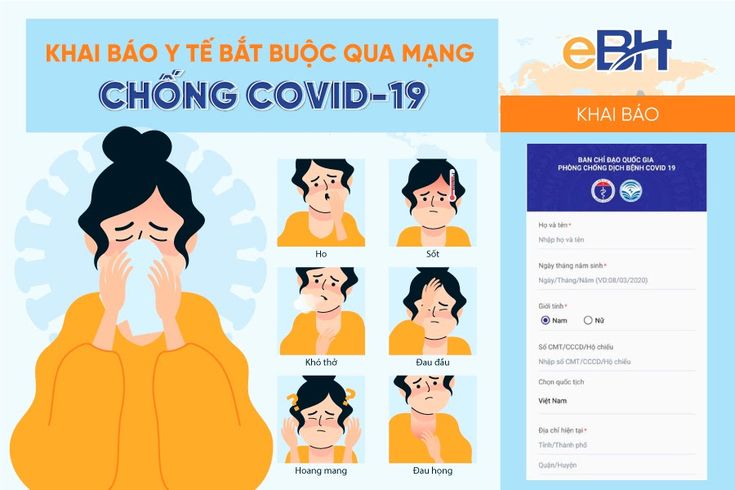 KHAI BÁO Y TẾ BẮT BUỘC QUA MẠNG
CHỐNG COVID-19
Ho
Sốt
Khó thở
Đau đầu
Hoang mang
Đau họng
eBH
KHAI BÁO
BAN CHỈ ĐẠO QUỐC GIA
PHÒNG CHỐNG DỊCH BỆNH COVID 19
Họ và tên*
Nhập họ và tên
Ngày tháng năm sinh*
Ngày/Tháng/Năm (VD:08/03/2020)
Giới tính*
Nam Nữ
Số CMT/CCCD/Hộ chiếu
Nhập số CMT/CCCD/Hộ chiếu
Chọn quốc tịch
Việt Nam
Địa chỉ hiện tại*
Tỉnh/Thành phố
Quận/Huyện